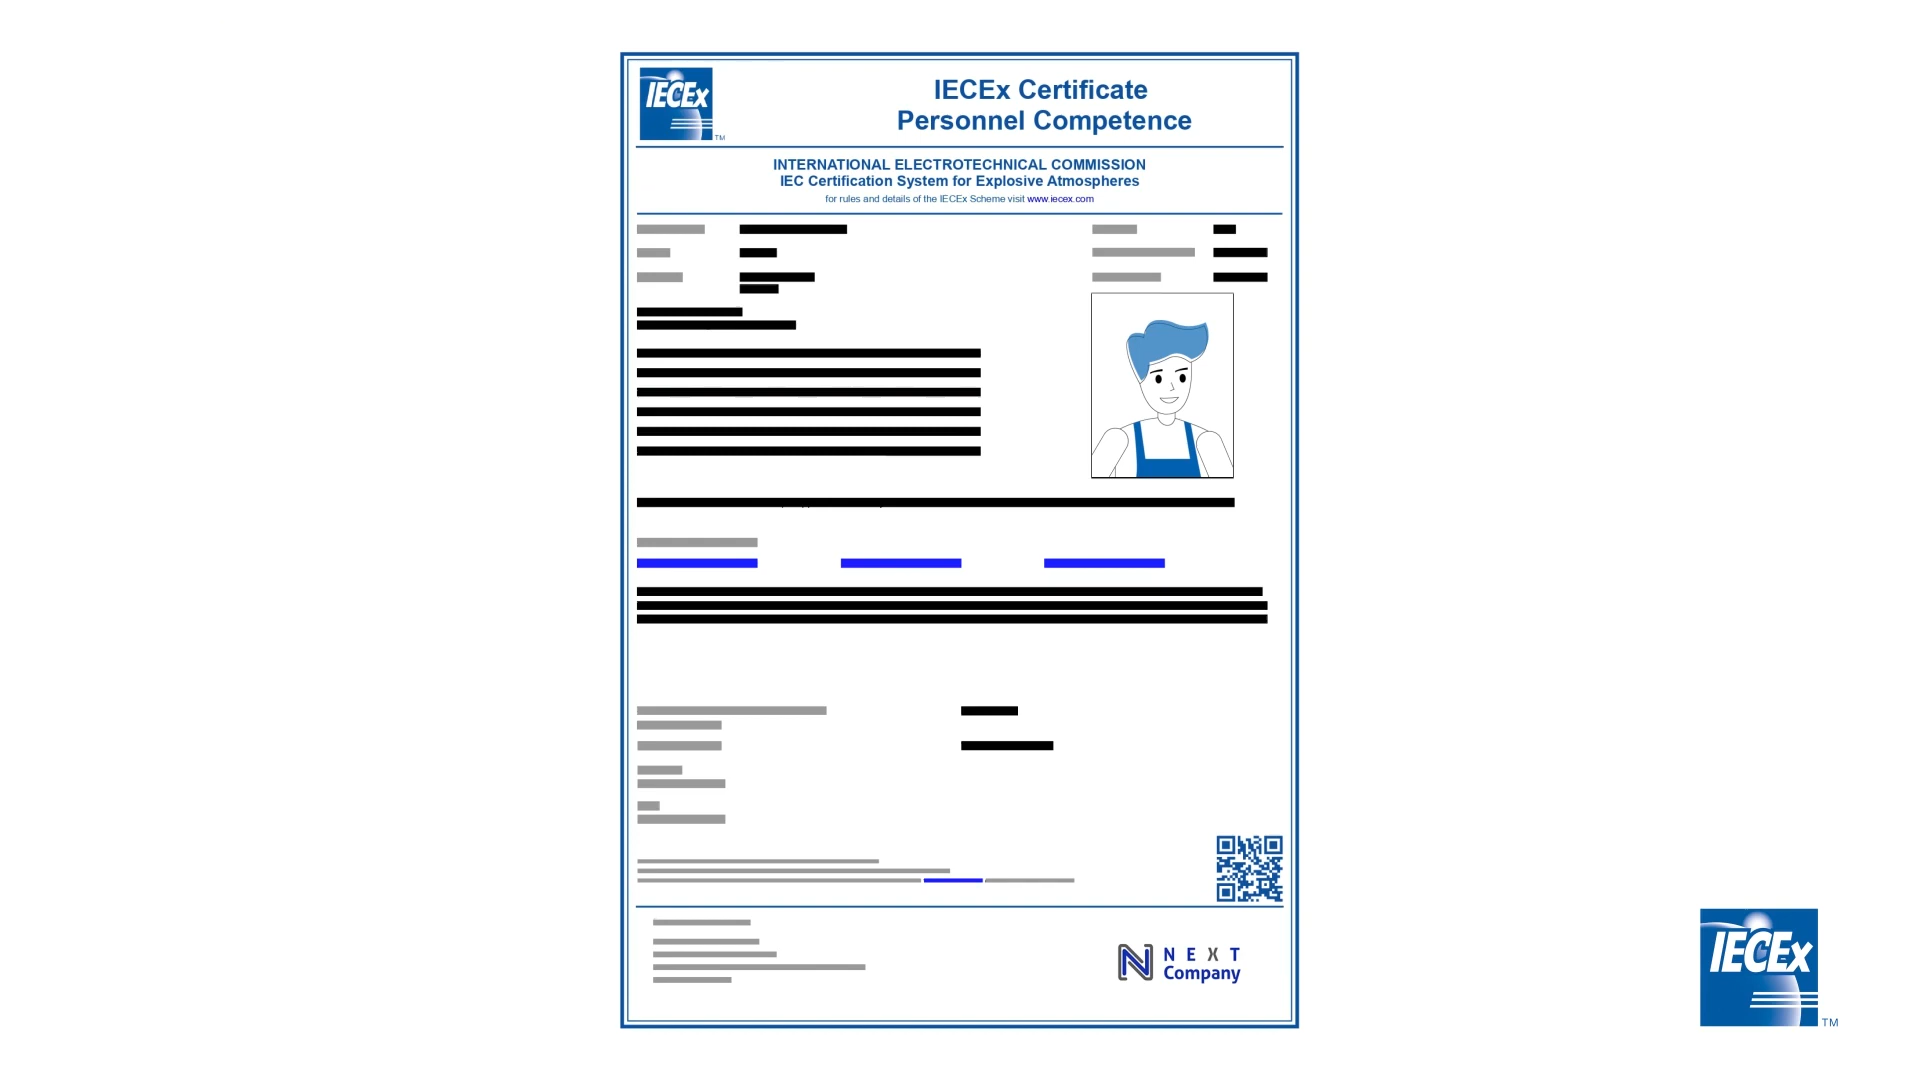 IECEx
TM
IECEx Certificate
Personnel Competence
INTERNATIONAL ELECTROTECHNICAL COMMISSION
IEC Certification System for Explosive Atmospheres
for rules and details of the IECEx Scheme visit www.iecex.com
NEXT
Company
IECEx
TM